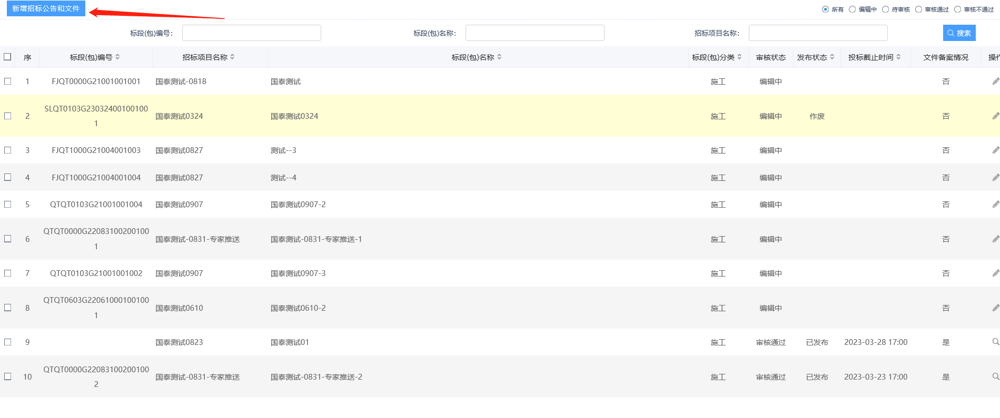 新增招标公告和文件
所有 编辑中 待审核 审核通过 审核不通过
标段(包)编号： 标段(包)名称： 招标项目名称： 搜索
序 标段(包)编号 招标项目名称 标段(包)名称 标段(包)分类 审核状态 发布状态 投标截止时间 文件备案情况 操作
1 FJQT0000G21001001001 国泰测试-0818 国泰测试 施工 编辑中 否
2 SLQT0103G23032400100100
1 国泰测试0324 国泰测试0324 施工 编辑中 作废 否
3 FJQT1000G21004001003 国泰测试0827 测试--3 施工 编辑中 否
4 FJQT1000G21004001004 国泰测试0827 测试--4 施工 编辑中 否
5 QTQT0103G21001001004 国泰测试0907 国泰测试0907-2 施工 编辑中 否
6 QTQT0000G22083100200100
1 国泰测试-0831-专家推送 国泰测试-0831-专家推送-1 施工 编辑中 否
7 QTQT0103G21001001002 国泰测试0907 国泰测试0907-3 施工 编辑中 否
8 QTQT0603G22061000100100
1 国泰测试0610 国泰测试0610-2 施工 编辑中 否
9 国泰测试0823 国泰测试01 施工 审核通过 已发布 2023-03-28 17:00 是
10 QTQT0000G22083100200100
2 国泰测试-0831-专家推送 国泰测试-0831-专家推送-2 施工 审核通过 已发布 2023-03-23 17:00 是